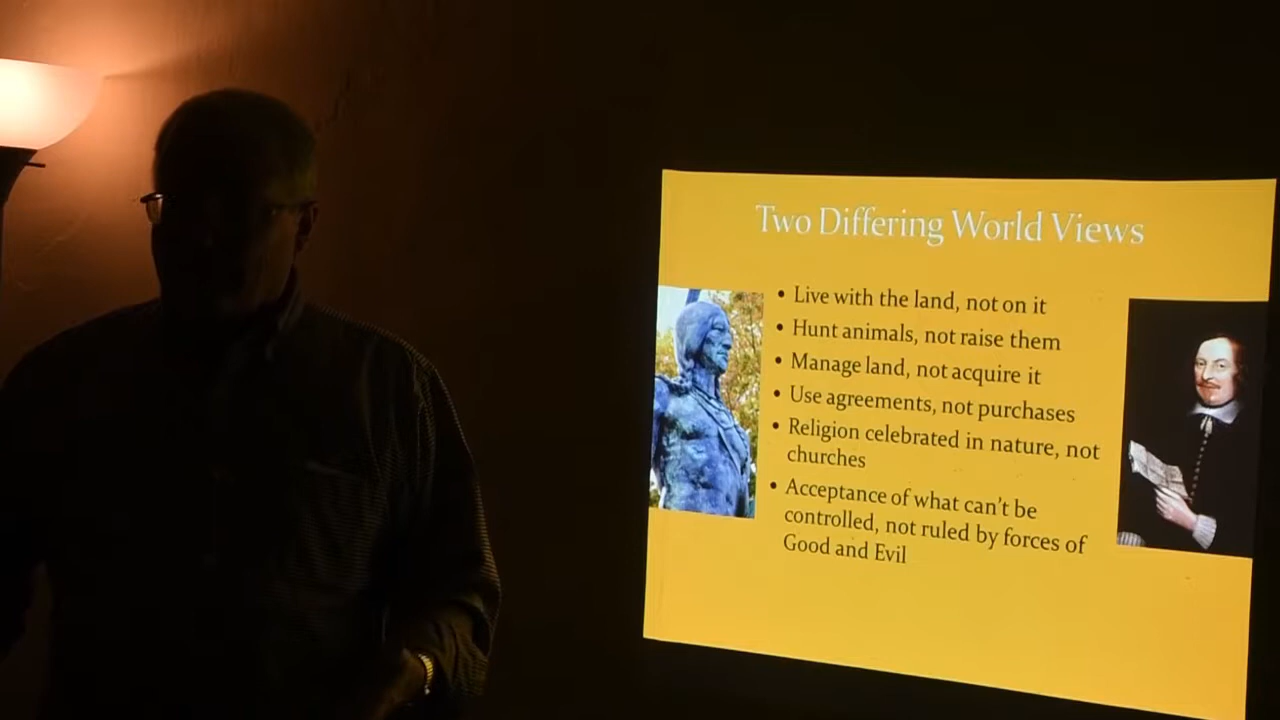 Two Differing World Views
• Live with the land, not on it
• Hunt animals, not raise them
• Manage land, not acquire it
• Use agreements, not purchases
• Religion celebrated in nature, not
churches
• Acceptance of what can't be
controlled, not ruled by forces of
Good and Evil